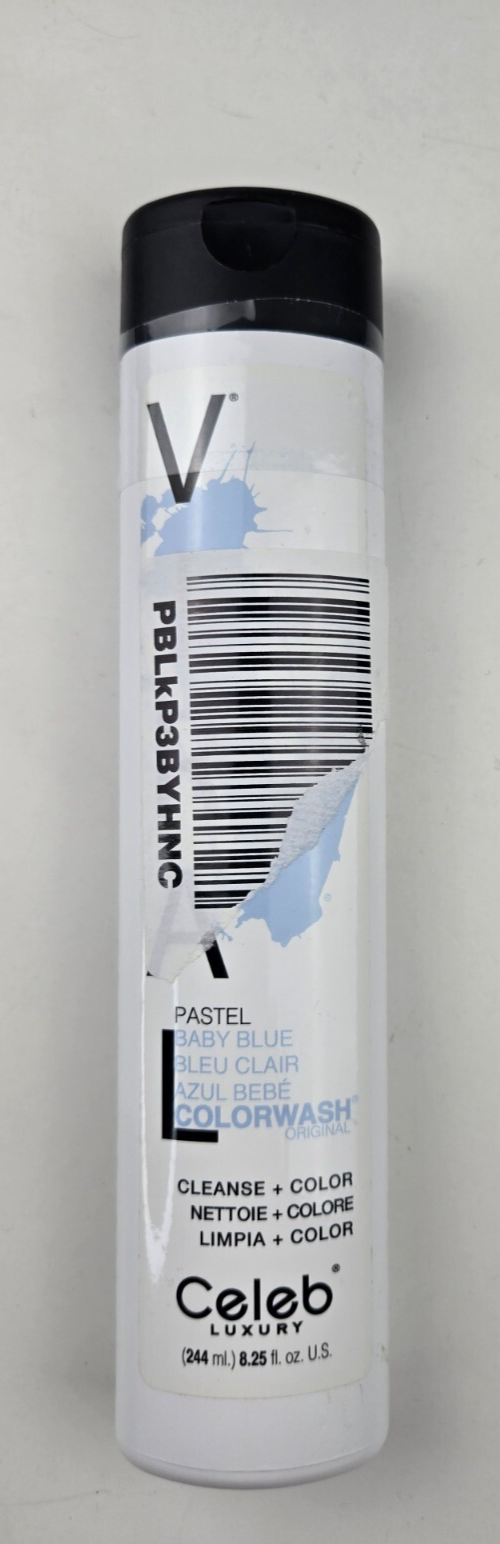 V®
PBLkP3BYHNC
A
L
PASTEL
BABY BLUE
BLEU CLAIR
AZUL BEBÉ
COLORWASH®
ORIGINAL
CLEANSE + COLOR
NETTOIE + COLORE
LIMPIA + COLOR
Celeb®
LUXURY
(244 ml.) 8.25 fl. oz. U.S.